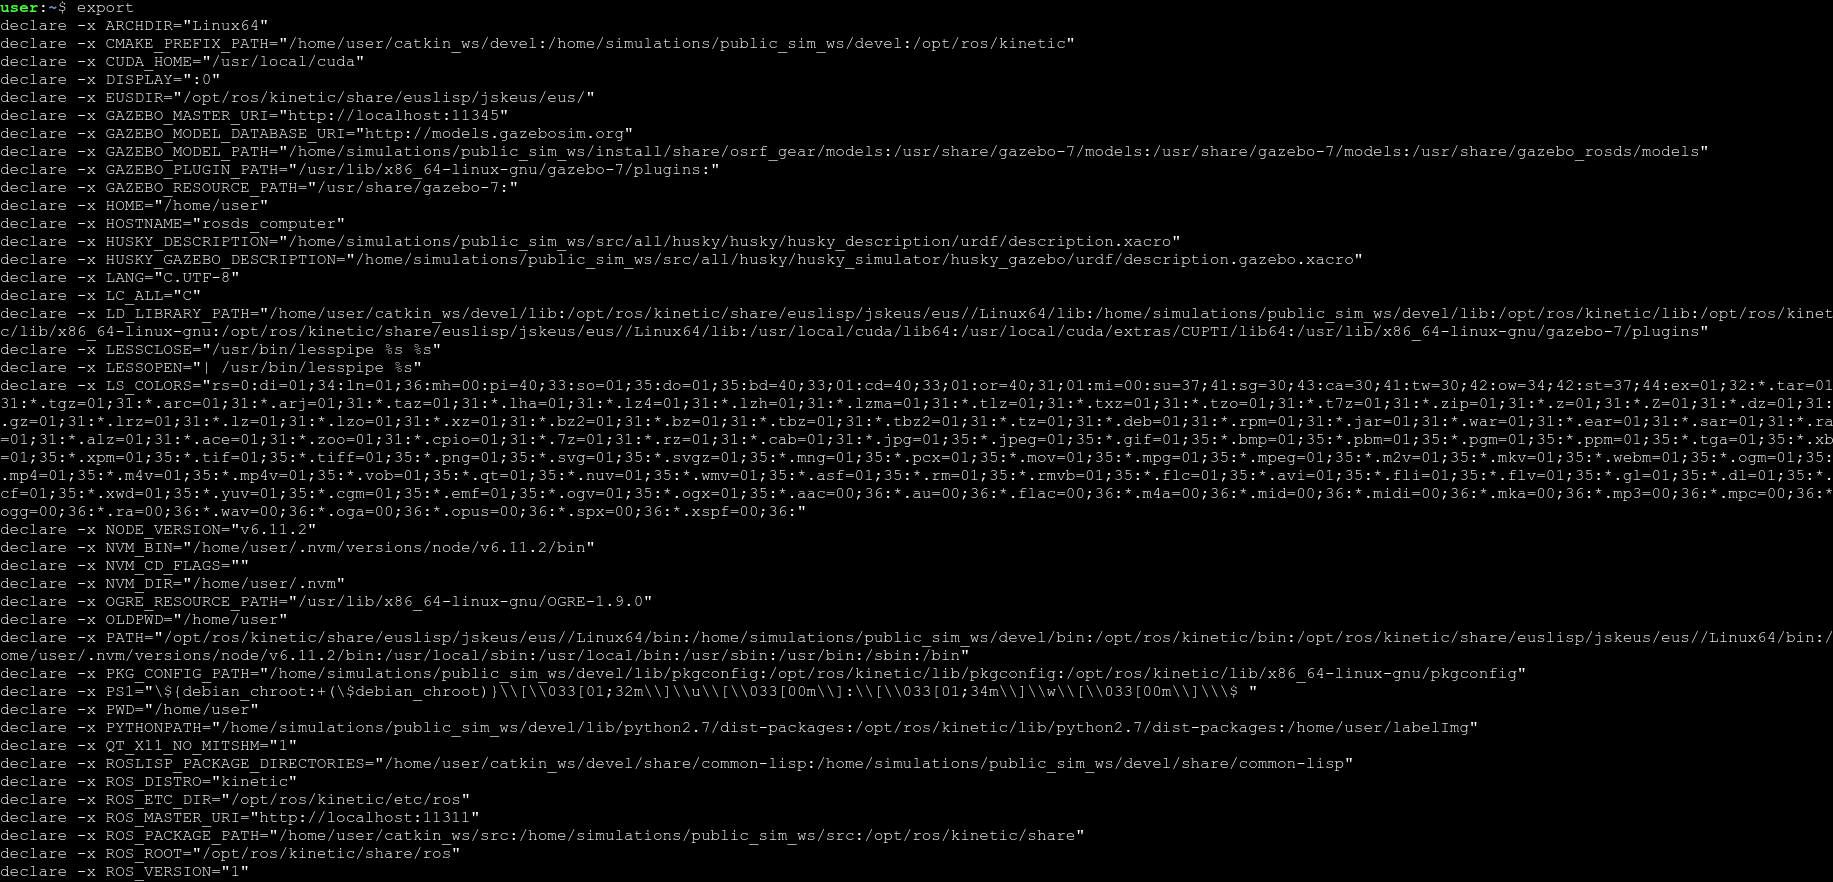 user:~$ export
declare -x ARCHDIR="Linux64"
declare -x CMAKE_PREFIX_PATH="/home/user/catkin_ws/devel:/home/simulations/public_sim_ws/devel:/opt/ros/kinetic"
declare -x CUDA_HOME="/usr/local/cuda"
declare -x DISPLAY=":0"
declare -x EUSDIR="/opt/ros/kinetic/share/euslisp/jskeus/eus/"
declare -x GAZEBO_MASTER_URI="http://localhost:11345"
declare -x GAZEBO_MODEL_DATABASE_URI="http://models.gazebosim.org"
declare -x GAZEBO_MODEL_PATH="/home/simulations/public_sim_ws/install/share/osrf_gear/models:/usr/share/gazebo-7/models:/usr/share/gazebo-7/models:/usr/share/gazebo_rosds/models"
declare -x GAZEBO_PLUGIN_PATH="/usr/lib/x86_64-linux-gnu/gazebo-7/plugins:"
declare -x GAZEBO_RESOURCE_PATH="/usr/share/gazebo-7:"
declare -x HOME="/home/user"
declare -x HOSTNAME="rosds_computer"
declare -x HUSKY_DESCRIPTION="/home/simulations/public_sim_ws/src/all/husky/husky/husky_description/urdf/description.xacro"
declare -x HUSKY_GAZEBO_DESCRIPTION="/home/simulations/public_sim_ws/src/all/husky/husky_simulator/husky_gazebo/urdf/description.gazebo.xacro"
declare -x LANG="C.UTF-8"
declare -x LC_ALL="C"
declare -x LD_LIBRARY_PATH="/home/user/catkin_ws/devel/lib:/opt/ros/kinetic/share/euslisp/jskeus/eus//Linux64/lib:/home/simulations/public_sim_ws/devel/lib:/opt/ros/kinetic/lib:/opt/ros/kinet
c/lib/x86_64-linux-gnu:/opt/ros/kinetic/share/euslisp/jskeus/eus//Linux64/lib:/usr/local/cuda/lib64:/usr/local/cuda/extras/CUPTI/lib64:/usr/lib/x86_64-linux-gnu/gazebo-7/plugins"
declare -x LESSCLOSE="/usr/bin/lesspipe %s %s"
declare -x LESSOPEN="| /usr/bin/lesspipe %s"
declare -x LS_COLORS="rs=0:di=01;34:ln=01;36:mh=00:pi=40;33:so=01;35:do=01;35:bd=40;33;01:cd=40;33;01:or=40;31;01:mi=00:su=37;41:sg=30;43:ca=30;41:tw=30;42:ow=34;42:st=37;44:ex=01;32:*.tar=01
31:*.tgz=01;31:*.arc=01;31:*.arj=01;31:*.taz=01;31:*.lha=01;31:*.lz4=01;31:*.lzh=01;31:*.lzma=01;31:*.tlz=01;31:*.txz=01;31:*.tzo=01;31:*.t7z=01;31:*.zip=01;31:*.z=01;31:*.Z=01;31:*.dz=01;31:
.gz=01;31:*.lrz=01;31:*.lz=01;31:*.lzo=01;31:*.xz=01;31:*.bz2=01;31:*.bz=01;31:*.tbz=01;31:*.tbz2=01;31:*.tz=01;31:*.deb=01;31:*.rpm=01;31:*.jar=01;31:*.war=01;31:*.ear=01;31:*.sar=01;31:*.ra
=01;31:*.alz=01;31:*.ace=01;31:*.zoo=01;31:*.cpio=01;31:*.7z=01;31:*.rz=01;31:*.cab=01;31:*.jpg=01;35:*.jpeg=01;35:*.gif=01;35:*.bmp=01;35:*.pbm=01;35:*.pgm=01;35:*.ppm=01;35:*.tga=01;35:*.xb
=01;35:*.xpm=01;35:*.tif=01;35:*.tiff=01;35:*.png=01;35:*.svg=01;35:*.svgz=01;35:*.mng=01;35:*.pcx=01;35:*.mov=01;35:*.mpg=01;35:*.mpeg=01;35:*.m2v=01;35:*.mkv=01;35:*.webm=01;35:*.ogm=01;35:
.mp4=01;35:*.m4v=01;35:*.mp4v=01;35:*.vob=01;35:*.qt=01;35:*.nuv=01;35:*.wmv=01;35:*.asf=01;35:*.rm=01;35:*.rmvb=01;35:*.flc=01;35:*.avi=01;35:*.fli=01;35:*.flv=01;35:*.gl=01;35:*.dl=01;35:*.
cf=01;35:*.xwd=01;35:*.yuv=01;35:*.cgm=01;35:*.emf=01;35:*.ogv=01;35:*.ogx=01;35:*.aac=00;36:*.au=00;36:*.flac=00;36:*.m4a=00;36:*.mid=00;36:*.midi=00;36:*.mka=00;36:*.mp3=00;36:*.mpc=00;36:*
ogg=00;36:*.ra=00;36:*.wav=00;36:*.oga=00;36:*.opus=00;36:*.spx=00;36:*.xspf=00;36:"
declare -x NODE_VERSION="v6.11.2"
declare -x NVM_BIN="/home/user/.nvm/versions/node/v6.11.2/bin"
declare -x NVM_CD_FLAGS=""
declare -x NVM_DIR="/home/user/.nvm"
declare -x OGRE_RESOURCE_PATH="/usr/lib/x86_64-linux-gnu/OGRE-1.9.0"
declare -x OLDPWD="/home/user"
declare -x PATH="/opt/ros/kinetic/share/euslisp/jskeus/eus//Linux64/bin:/home/simulations/public_sim_ws/devel/bin:/opt/ros/kinetic/bin:/opt/ros/kinetic/share/euslisp/jskeus/eus//Linux64/bin:/
ome/user/.nvm/versions/node/v6.11.2/bin:/usr/local/sbin:/usr/local/bin:/usr/sbin:/usr/bin:/sbin:/bin"
declare -x PKG_CONFIG_PATH="/home/simulations/public_sim_ws/devel/lib/pkgconfig:/opt/ros/kinetic/lib/pkgconfig:/opt/ros/kinetic/lib/x86_64-linux-gnu/pkgconfig"
declare -x PS1="\${debian_chroot:+(\$debian_chroot)}\\[\\033[01;32m\\]\\u\\[\\033[00m\\]:\\[\\033[01;34m\\]\\w\\[\\033[00m\\]\\\$ "
declare -x PWD="/home/user"
declare -x PYTHONPATH="/home/simulations/public_sim_ws/devel/lib/python2.7/dist-packages:/opt/ros/kinetic/lib/python2.7/dist-packages:/home/user/labelImg"
declare -x QT_X11_NO_MITSHM="1"
declare -x ROSLISP_PACKAGE_DIRECTORIES="/home/user/catkin_ws/devel/share/common-lisp:/home/simulations/public_sim_ws/devel/share/common-lisp"
declare -x ROS_DISTRO="kinetic"
declare -x ROS_ETC_DIR="/opt/ros/kinetic/etc/ros"
declare -x ROS_MASTER_URI="http://localhost:11311"
declare -x ROS_PACKAGE_PATH="/home/user/catkin_ws/src:/home/simulations/public_sim_ws/src:/opt/ros/kinetic/share"
declare -x ROS_ROOT="/opt/ros/kinetic/share/ros"
declare -x ROS_VERSION="1"